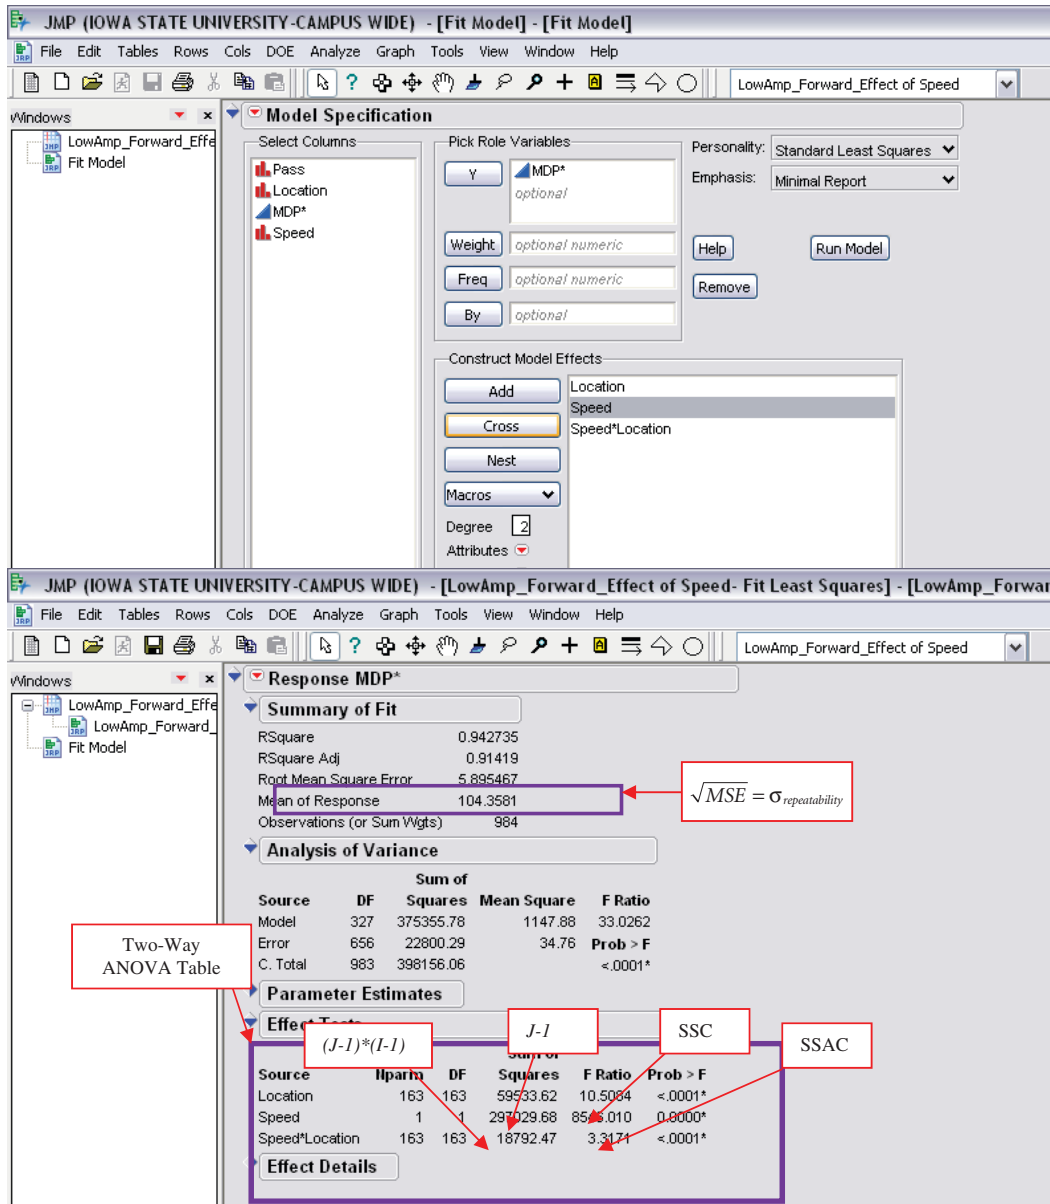 JMP (IOWA STATE UNIVERSITY-CAMPUS WIDE) - [Fit Model] - [Fit Model]
File Edit Tables Rows Cols DOE Analyze Graph Tools View Window Help
LowAmp_Forward_Effect of Speed
Windows
LowAmp_Forward_Effe
Fit Model
Model Specification
Select Columns
Pass
Location
MDP*
Speed
Pick Role Variables
Y MDP*
optional
Weight optional numeric
Freq optional numeric
By optional
Personality: Standard Least Squares
Emphasis: Minimal Report
Help Run Model
Remove
Construct Model Effects
Add
Cross
Nest
Macros
Degree 2
Attributes
Location
Speed
Speed*Location
JMP (IOWA STATE UNIVERSITY-CAMPUS WIDE) - [LowAmp_Forward_Effect of Speed- Fit Least Squares] - [LowAmp_Forwar
File Edit Tables Rows Cols DOE Analyze Graph Tools View Window Help
LowAmp_Forward_Effect of Speed
Windows
LowAmp_Forward_Effe
LowAmp_Forward_
Fit Model
Response MDP*
Summary of Fit
RSquare 0.942735
RSquare Adj 0.91419
Root Mean Square Error 5.895467
Mean of Response 104.3581
Observations (or Sum Wgts) 984
√MSE = σ repeatability
Analysis of Variance
Sum of
Source DF Squares Mean Square F Ratio
Model 327 375355.78 1147.88 33.0262
Error 656 22800.29 34.76 Prob > F
C. Total 983 398156.06 <.0001*
Two-Way
ANOVA Table
Parameter Estimates
Effect Tests
(J-1)*(I-1)
J-1
SSC
SSAC
Sum of
Source Nparm DF Squares F Ratio Prob > F
Location 163 163 59533.62 10.5084 <.0001*
Speed 1 1 297029.68 .010 0.0000*
Speed*Location 163 163 18792.47 3.3171 <.0001*
Effect Details